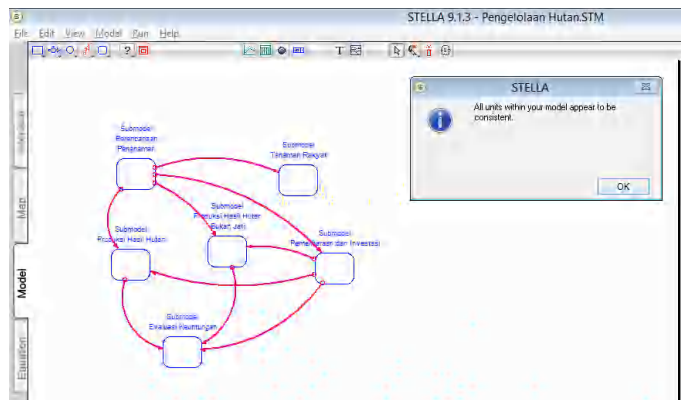 STELLA 9.1.3 - Pengelolaan Hutan.STM
File Edit View Model Run Help
T
STELLA
All units within your model appear to be
consistent.
OK
Interface
Map
Model
Equation
Submodel
Perencanaan
Penanaman
Submodel
Tanaman Rakyat
Submodel
Produksi Hasil Hutan
Bukan Jati
Submodel
Produksi Hasil Hutan
Submodel
Pemeliharaan dan Investasi
Submodel
Evaluasi Keuntungan